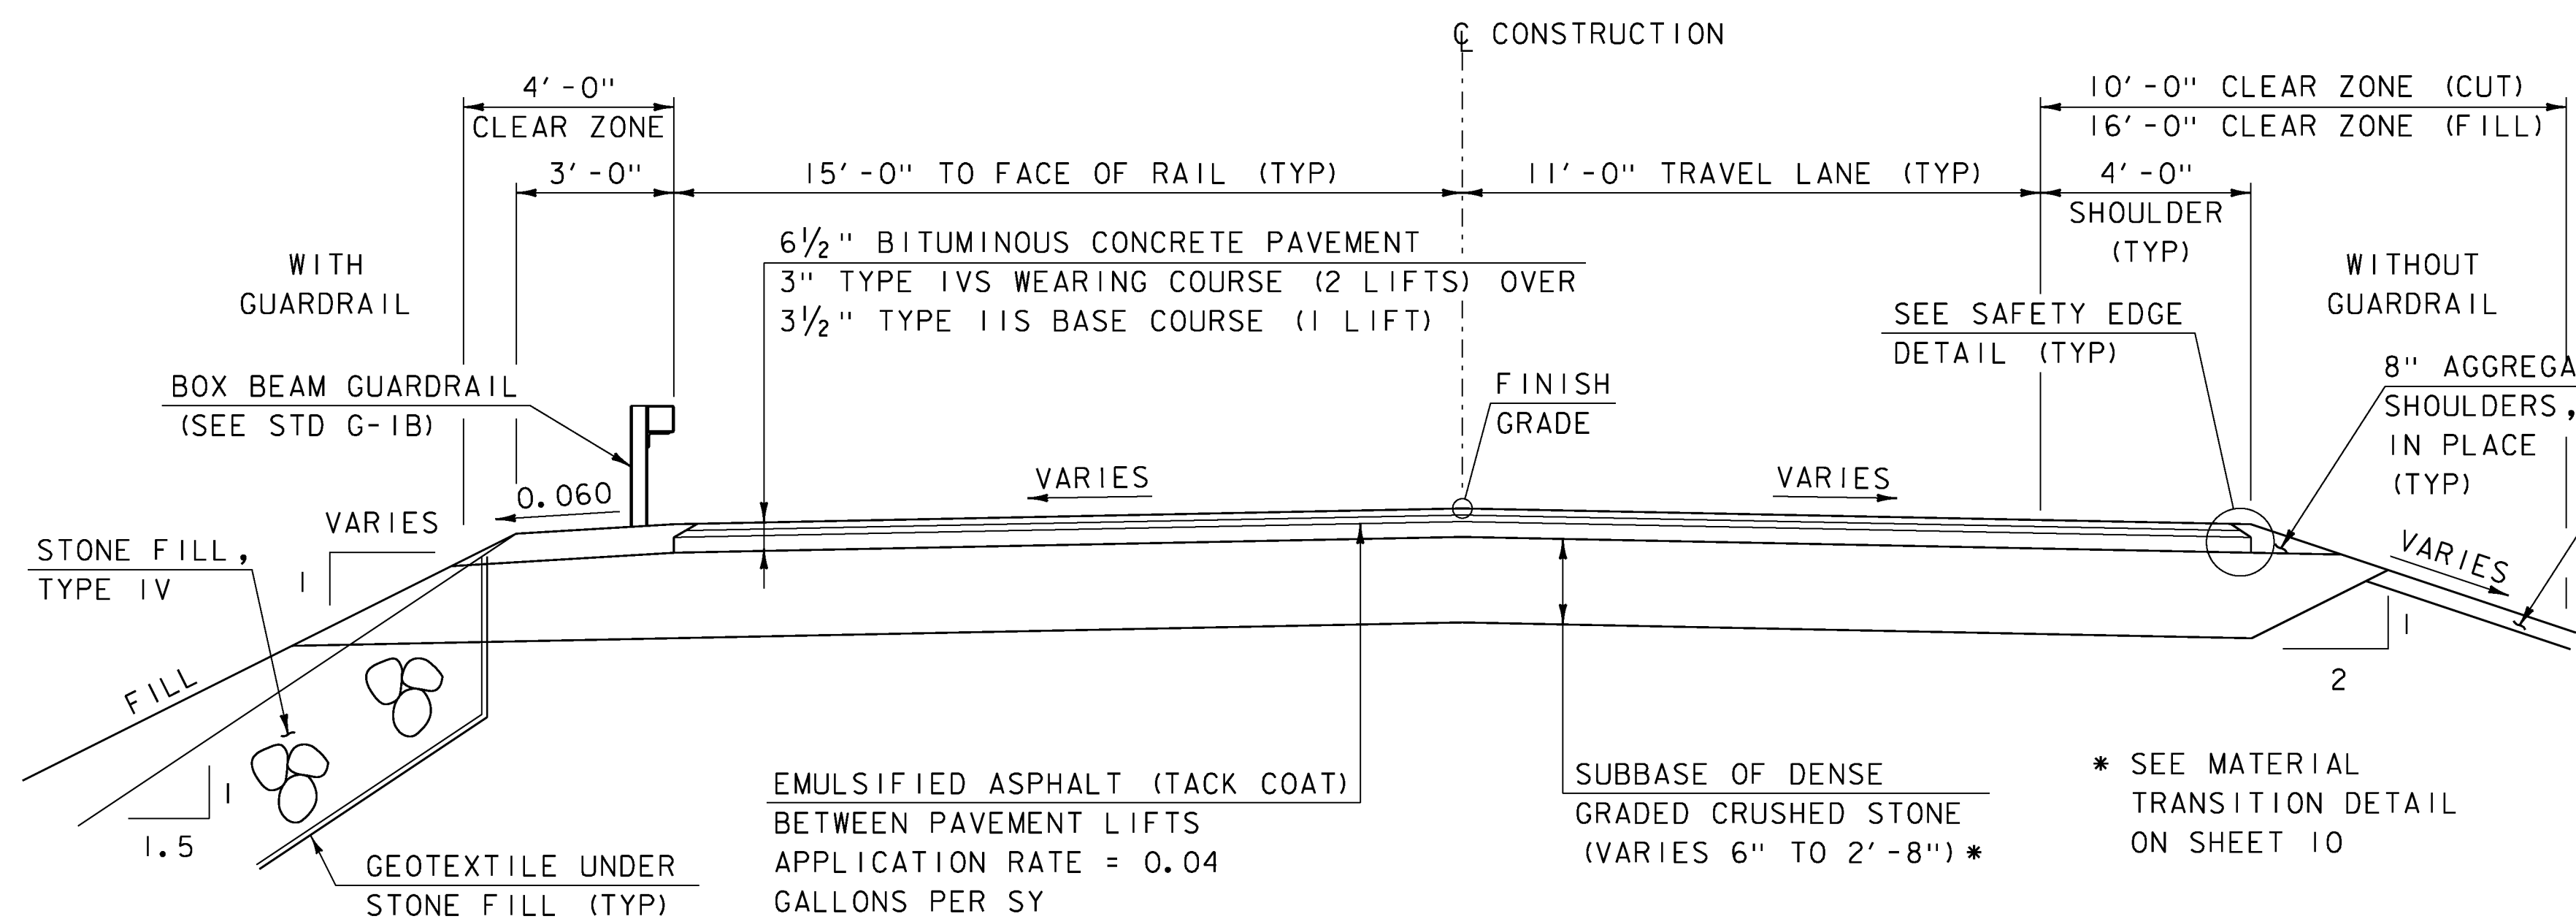 ℄ CONSTRUCTION
4'-0"
CLEAR ZONE
10'-0" CLEAR ZONE (CUT)
16'-0" CLEAR ZONE (FILL)
3'-0"
15'-0" TO FACE OF RAIL (TYP)
11'-0" TRAVEL LANE (TYP)
4'-0"
SHOULDER
(TYP)
WITH
GUARDRAIL
6½" BITUMINOUS CONCRETE PAVEMENT
3" TYPE IVS WEARING COURSE (2 LIFTS) OVER
3½" TYPE IIS BASE COURSE (1 LIFT)
WITHOUT
GUARDRAIL
SEE SAFETY EDGE
DETAIL (TYP)
BOX BEAM GUARDRAIL
(SEE STD G-1B)
FINISH
GRADE
8" AGGREGA
SHOULDERS,
IN PLACE
(TYP)
VARIES
VARIES
0.060
VARIES
1
STONE FILL,
TYPE IV
VARIES
1
2
FILL
1
1.5
GEOTEXTILE UNDER
STONE FILL (TYP)
EMULSIFIED ASPHALT (TACK COAT)
BETWEEN PAVEMENT LIFTS
APPLICATION RATE = 0.04
GALLONS PER SY
SUBBASE OF DENSE
GRADED CRUSHED STONE
(VARIES 6" TO 2'-8") *
* SEE MATERIAL
TRANSITION DETAIL
ON SHEET 10